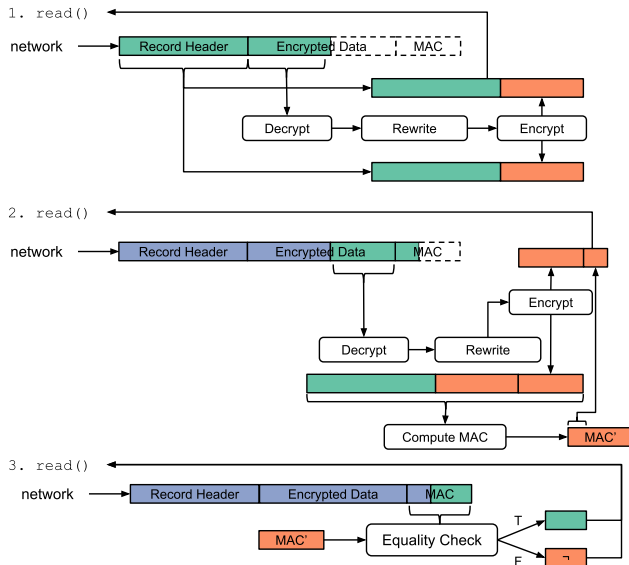 1. read()
network
Record Header
Encrypted Data
MAC
Decrypt
Rewrite
Encrypt
2. read()
network
Record Header
Encrypted Data
MAC
Encrypt
Decrypt
Rewrite
Compute MAC
MAC'
3. read()
network
Record Header
Encrypted Data
MAC
MAC'
Equality Check
T
F
¬